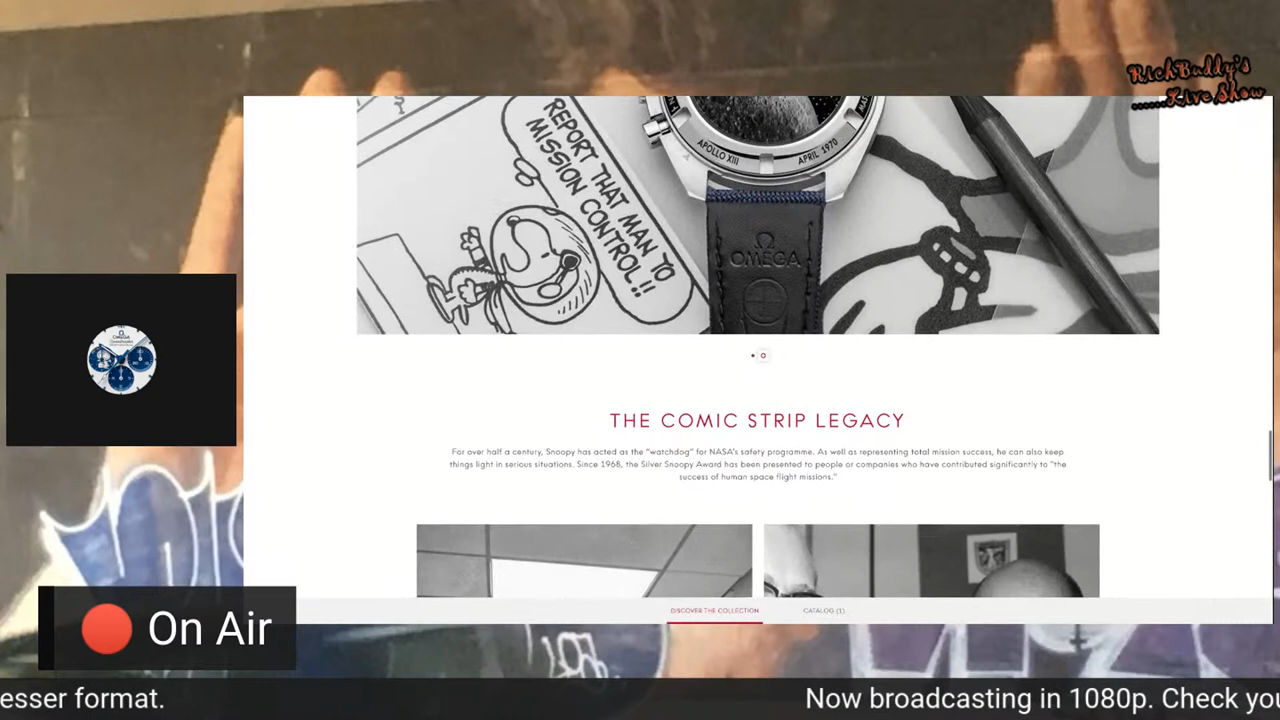 RichBuddy's
......Live Show
REPORT THAT MAN TO
MISSION CONTROL!!
APOLLO XIII
APRIL 1970
Ω
OMEGA
THE COMIC STRIP LEGACY
For over half a century, Snoopy has acted as the "watchdog" for NASA's safety programme. As well as representing total mission success, he can also keep
things light in serious situations. Since 1968, the Silver Snoopy Award has been presented to people or companies who have contributed significantly to "the
success of human space flight missions."
DISCOVER THE COLLECTION
CATALOG (1)
On Air
esser format.
Now broadcasting in 1080p. Check you